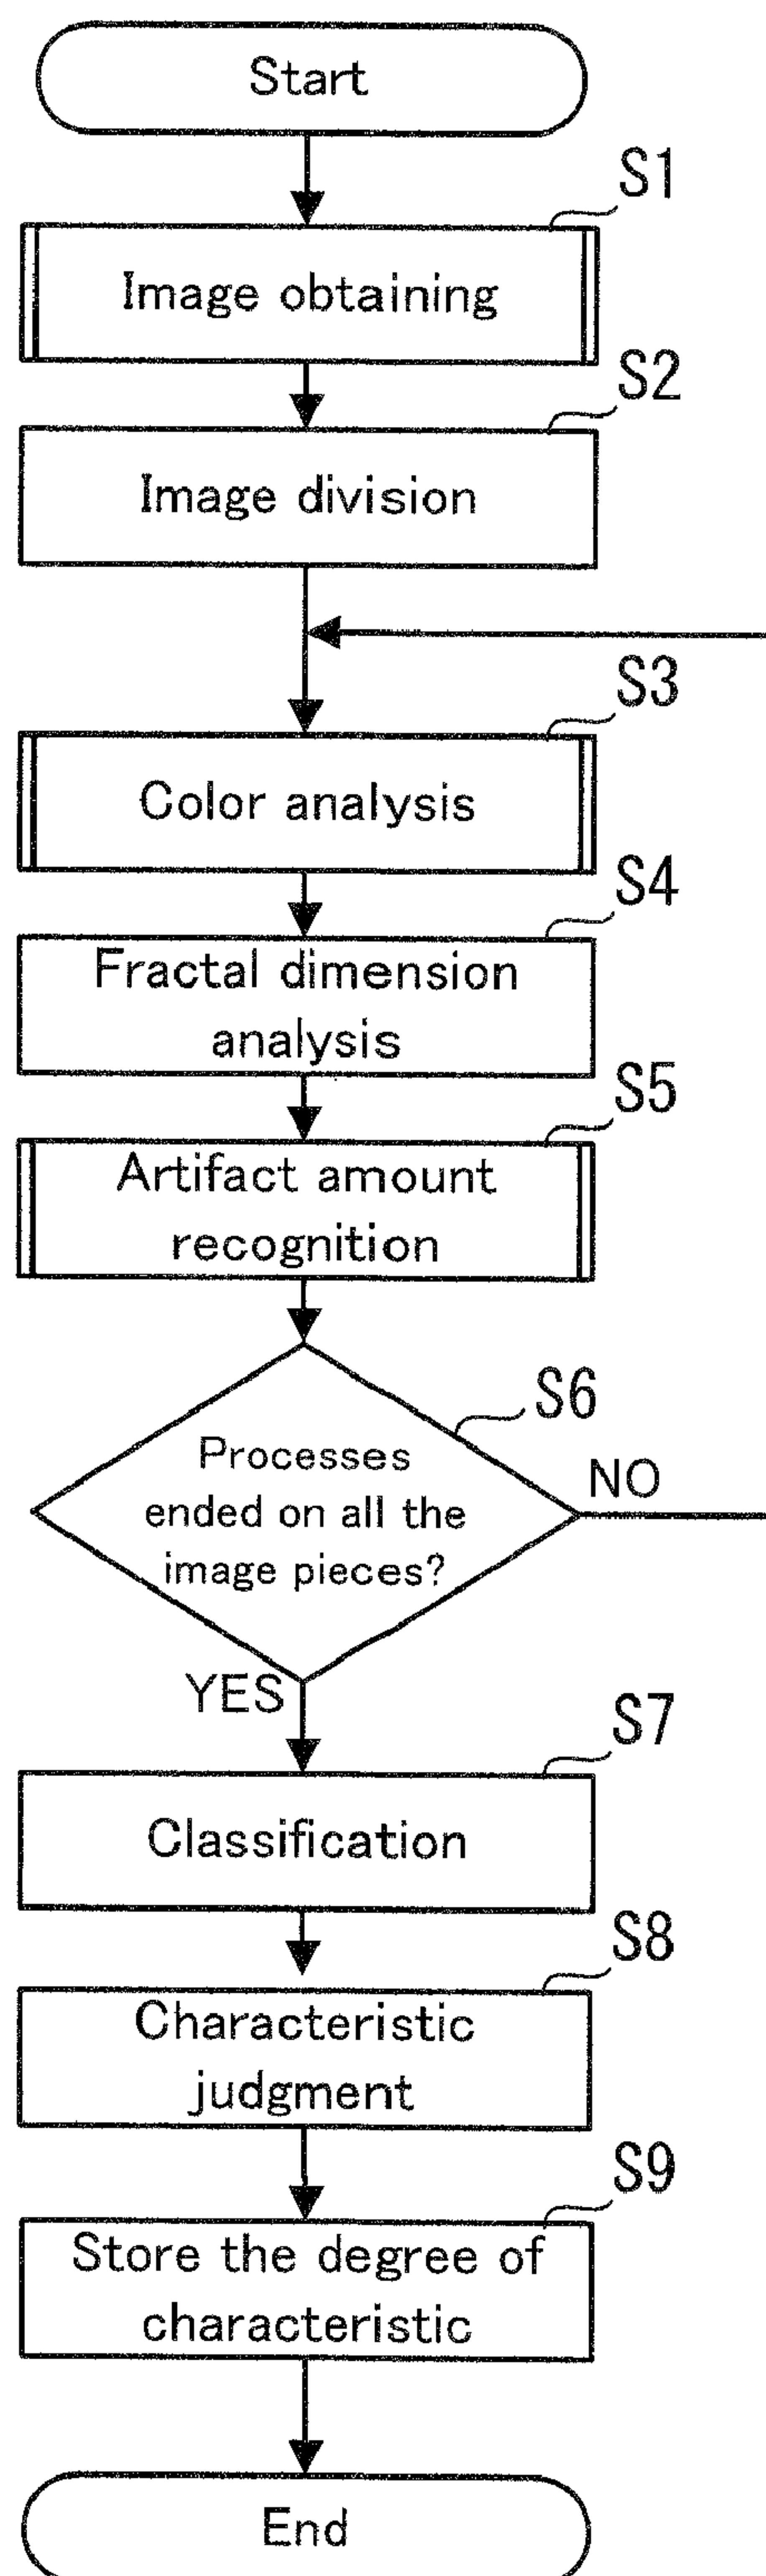 Start
S1
Image obtaining
S2
Image division
S3
Color analysis
S4
Fractal dimension
analysis
S5
Artifact amount
recognition
S6
Processes
ended on all the
image pieces?
NO
YES
S7
Classification
S8
Characteristic
judgment
S9
Store the degree of
characteristic
End